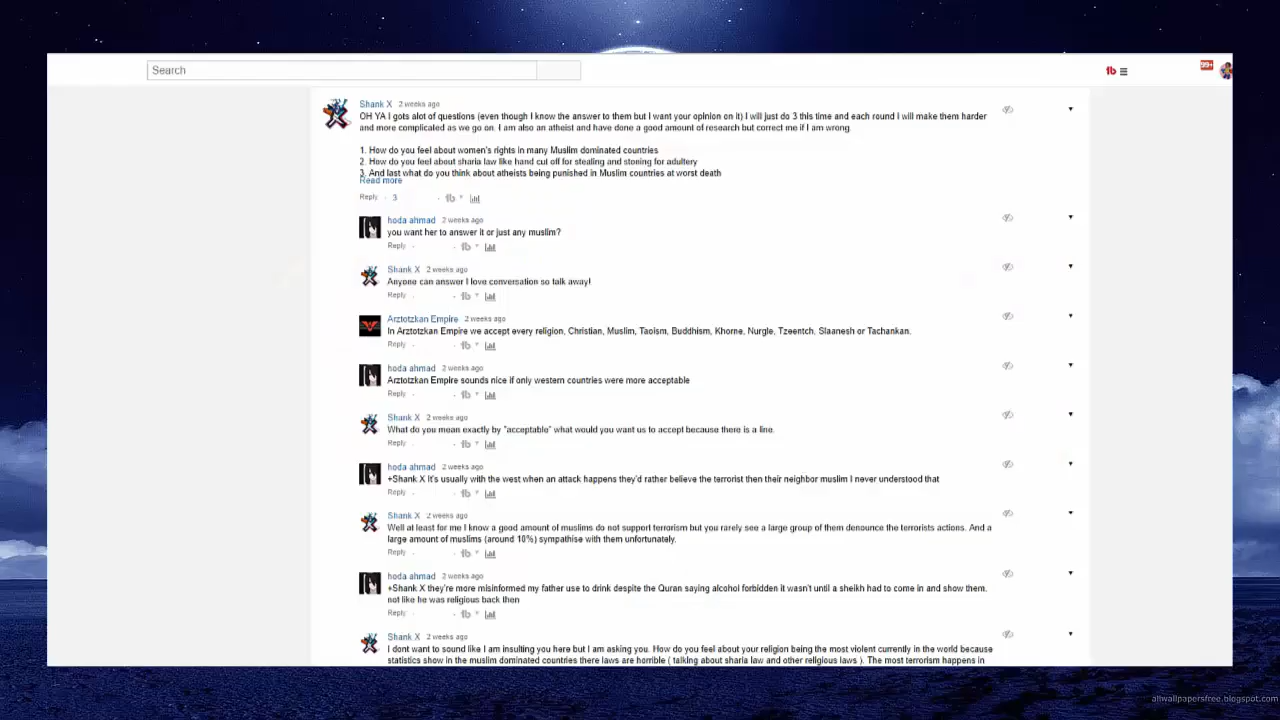 Search
99+
Shank X 2 weeks ago
OH YA I gots alot of questions (even though I know the answer to them but I want your opinion on it) I will just do 3 this time and each round I will make them harder
and more complicated as we go on. I am also an atheist and have done a good amount of research but correct me if I am wrong.
1. How do you feel about women's rights in many Muslim dominated countries
2. How do you feel about sharia law like hand cut off for stealing and stoning for adultery
3. And last what do you think about atheists being punished in Muslim countries at worst death
Read more
Reply · 3
hoda ahmad 2 weeks ago
you want her to answer it or just any muslim?
Reply ·
Shank X 2 weeks ago
Anyone can answer I love conversation so talk away!
Reply ·
Arztotzkan Empire 2 weeks ago
In Arztotzkan Empire we accept every religion, Christian, Muslim, Taoism, Buddhism, Khorne, Nurgle, Tzeentch, Slaanesh or Tachankan.
Reply ·
hoda ahmad 2 weeks ago
Arztotzkan Empire sounds nice if only western countries were more acceptable
Reply ·
Shank X 2 weeks ago
What do you mean exactly by "acceptable" what would you want us to accept because there is a line.
Reply ·
hoda ahmad 2 weeks ago
+Shank X It's usually with the west when an attack happens they'd rather believe the terrorist then their neighbor muslim I never understood that
Reply ·
Shank X 2 weeks ago
Well at least for me I know a good amount of muslims do not support terrorism but you rarely see a large group of them denounce the terrorists actions. And a
large amount of muslims (around 10%) sympathise with them unfortunately.
Reply ·
hoda ahmad 2 weeks ago
+Shank X they're more misinformed my father use to drink despite the Quran saying alcohol forbidden it wasn't until a sheikh had to come in and show them.
not like he was religious back then
Reply ·
Shank X 2 weeks ago
I dont want to sound like I am insulting you here but I am asking you. How do you feel about your religion being the most violent currently in the world because
statistics show in the muslim dominated countries there laws are horrible ( talking about sharia law and other religious laws ). The most terrorism happens in
allwallpapersfree.blogspot.com